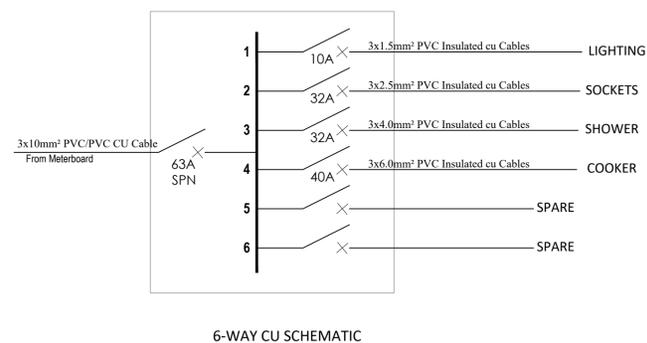 1
10A
3x1.5mm² PVC Insulated cu Cables
LIGHTING
2
32A
3x2.5mm² PVC Insulated cu Cables
SOCKETS
3
32A
3x4.0mm² PVC Insulated cu Cables
SHOWER
3x10mm² PVC/PVC CU Cable
From Meterboard
63A
SPN
4
40A
3x6.0mm² PVC Insulated cu Cables
COOKER
5
SPARE
6
SPARE
6-WAY CU SCHEMATIC